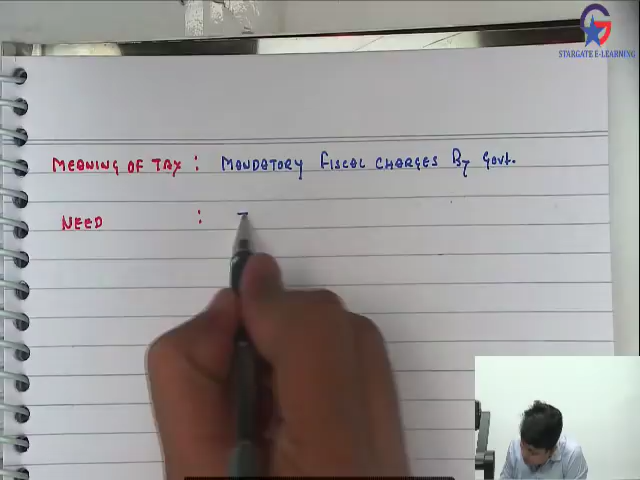 STARGATE E-LEARNING
MEANING OF TAX : MANDATORY FISCAL CHARGES BY Govt.
NEED :